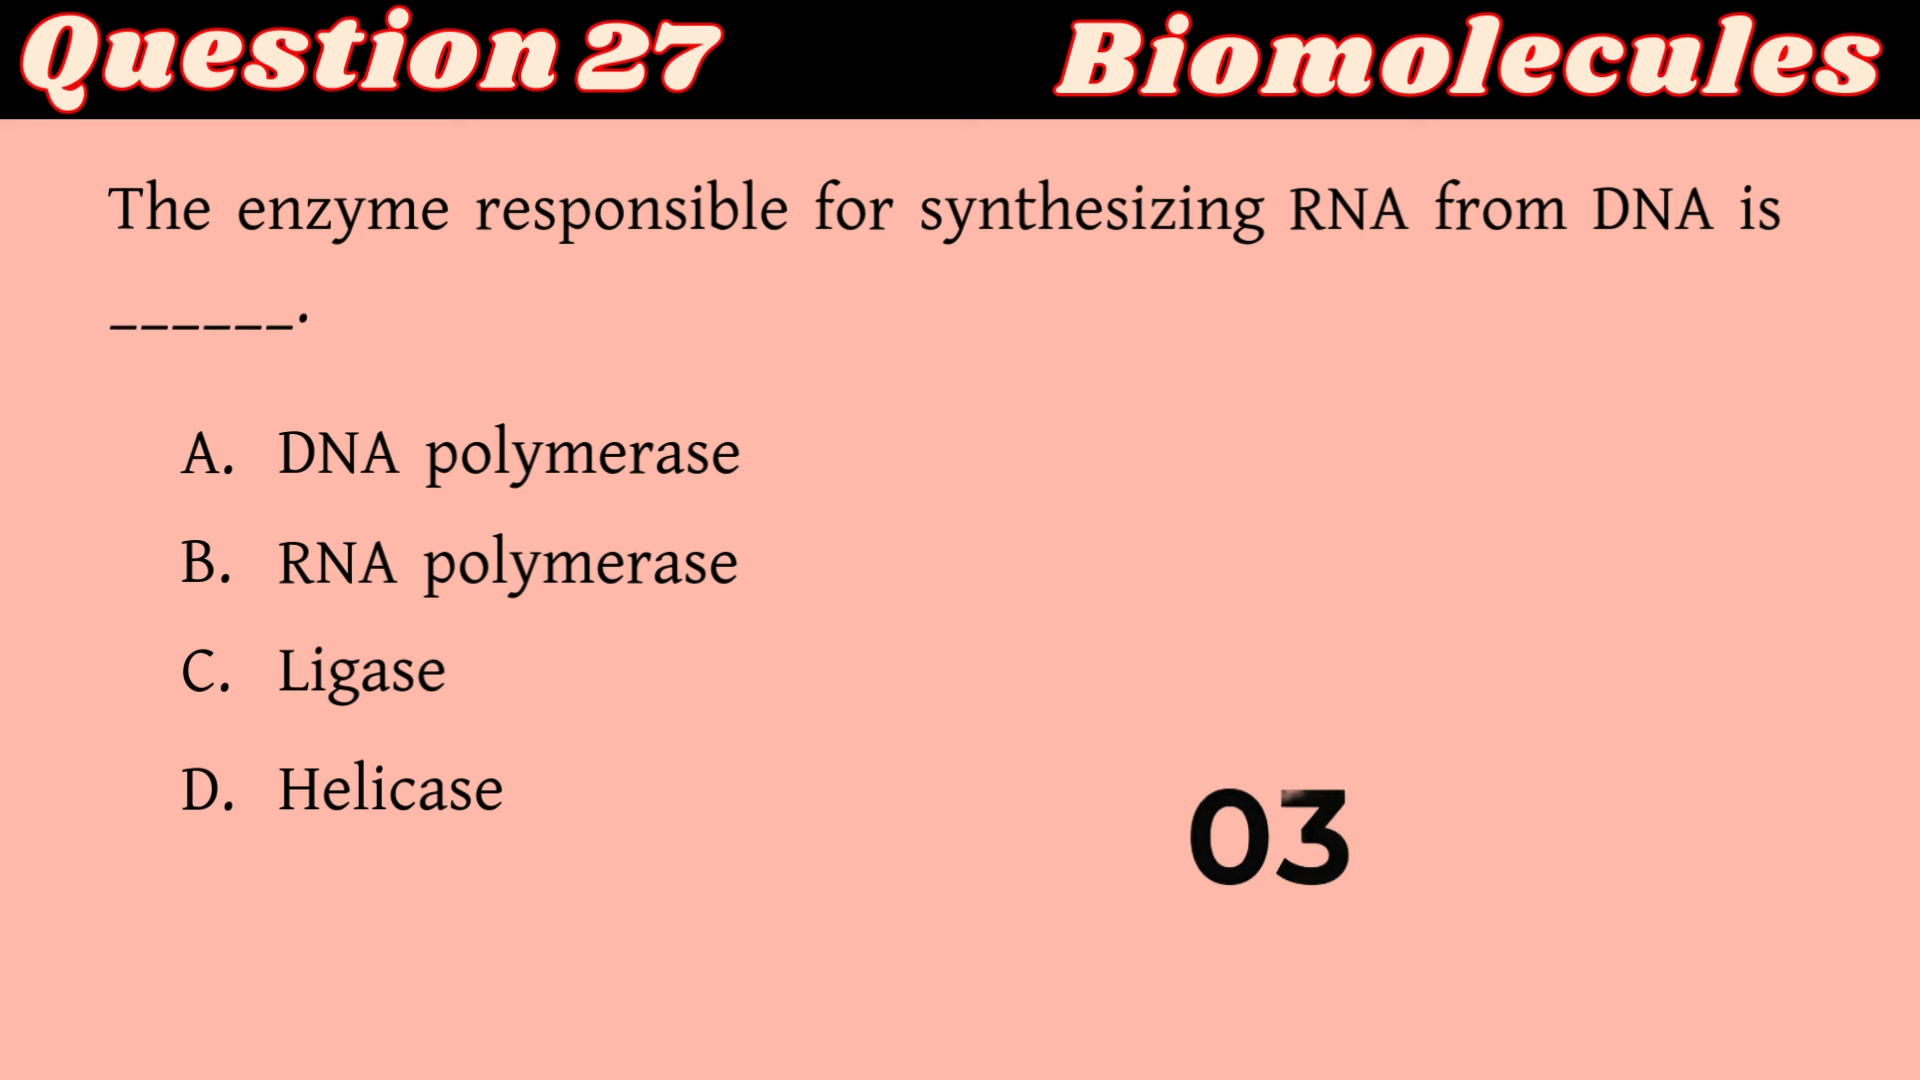 Question 27 Biomolecules
The enzyme responsible for synthesizing RNA from DNA is
______.
A. DNA polymerase
B. RNA polymerase
C. Ligase
D. Helicase
03